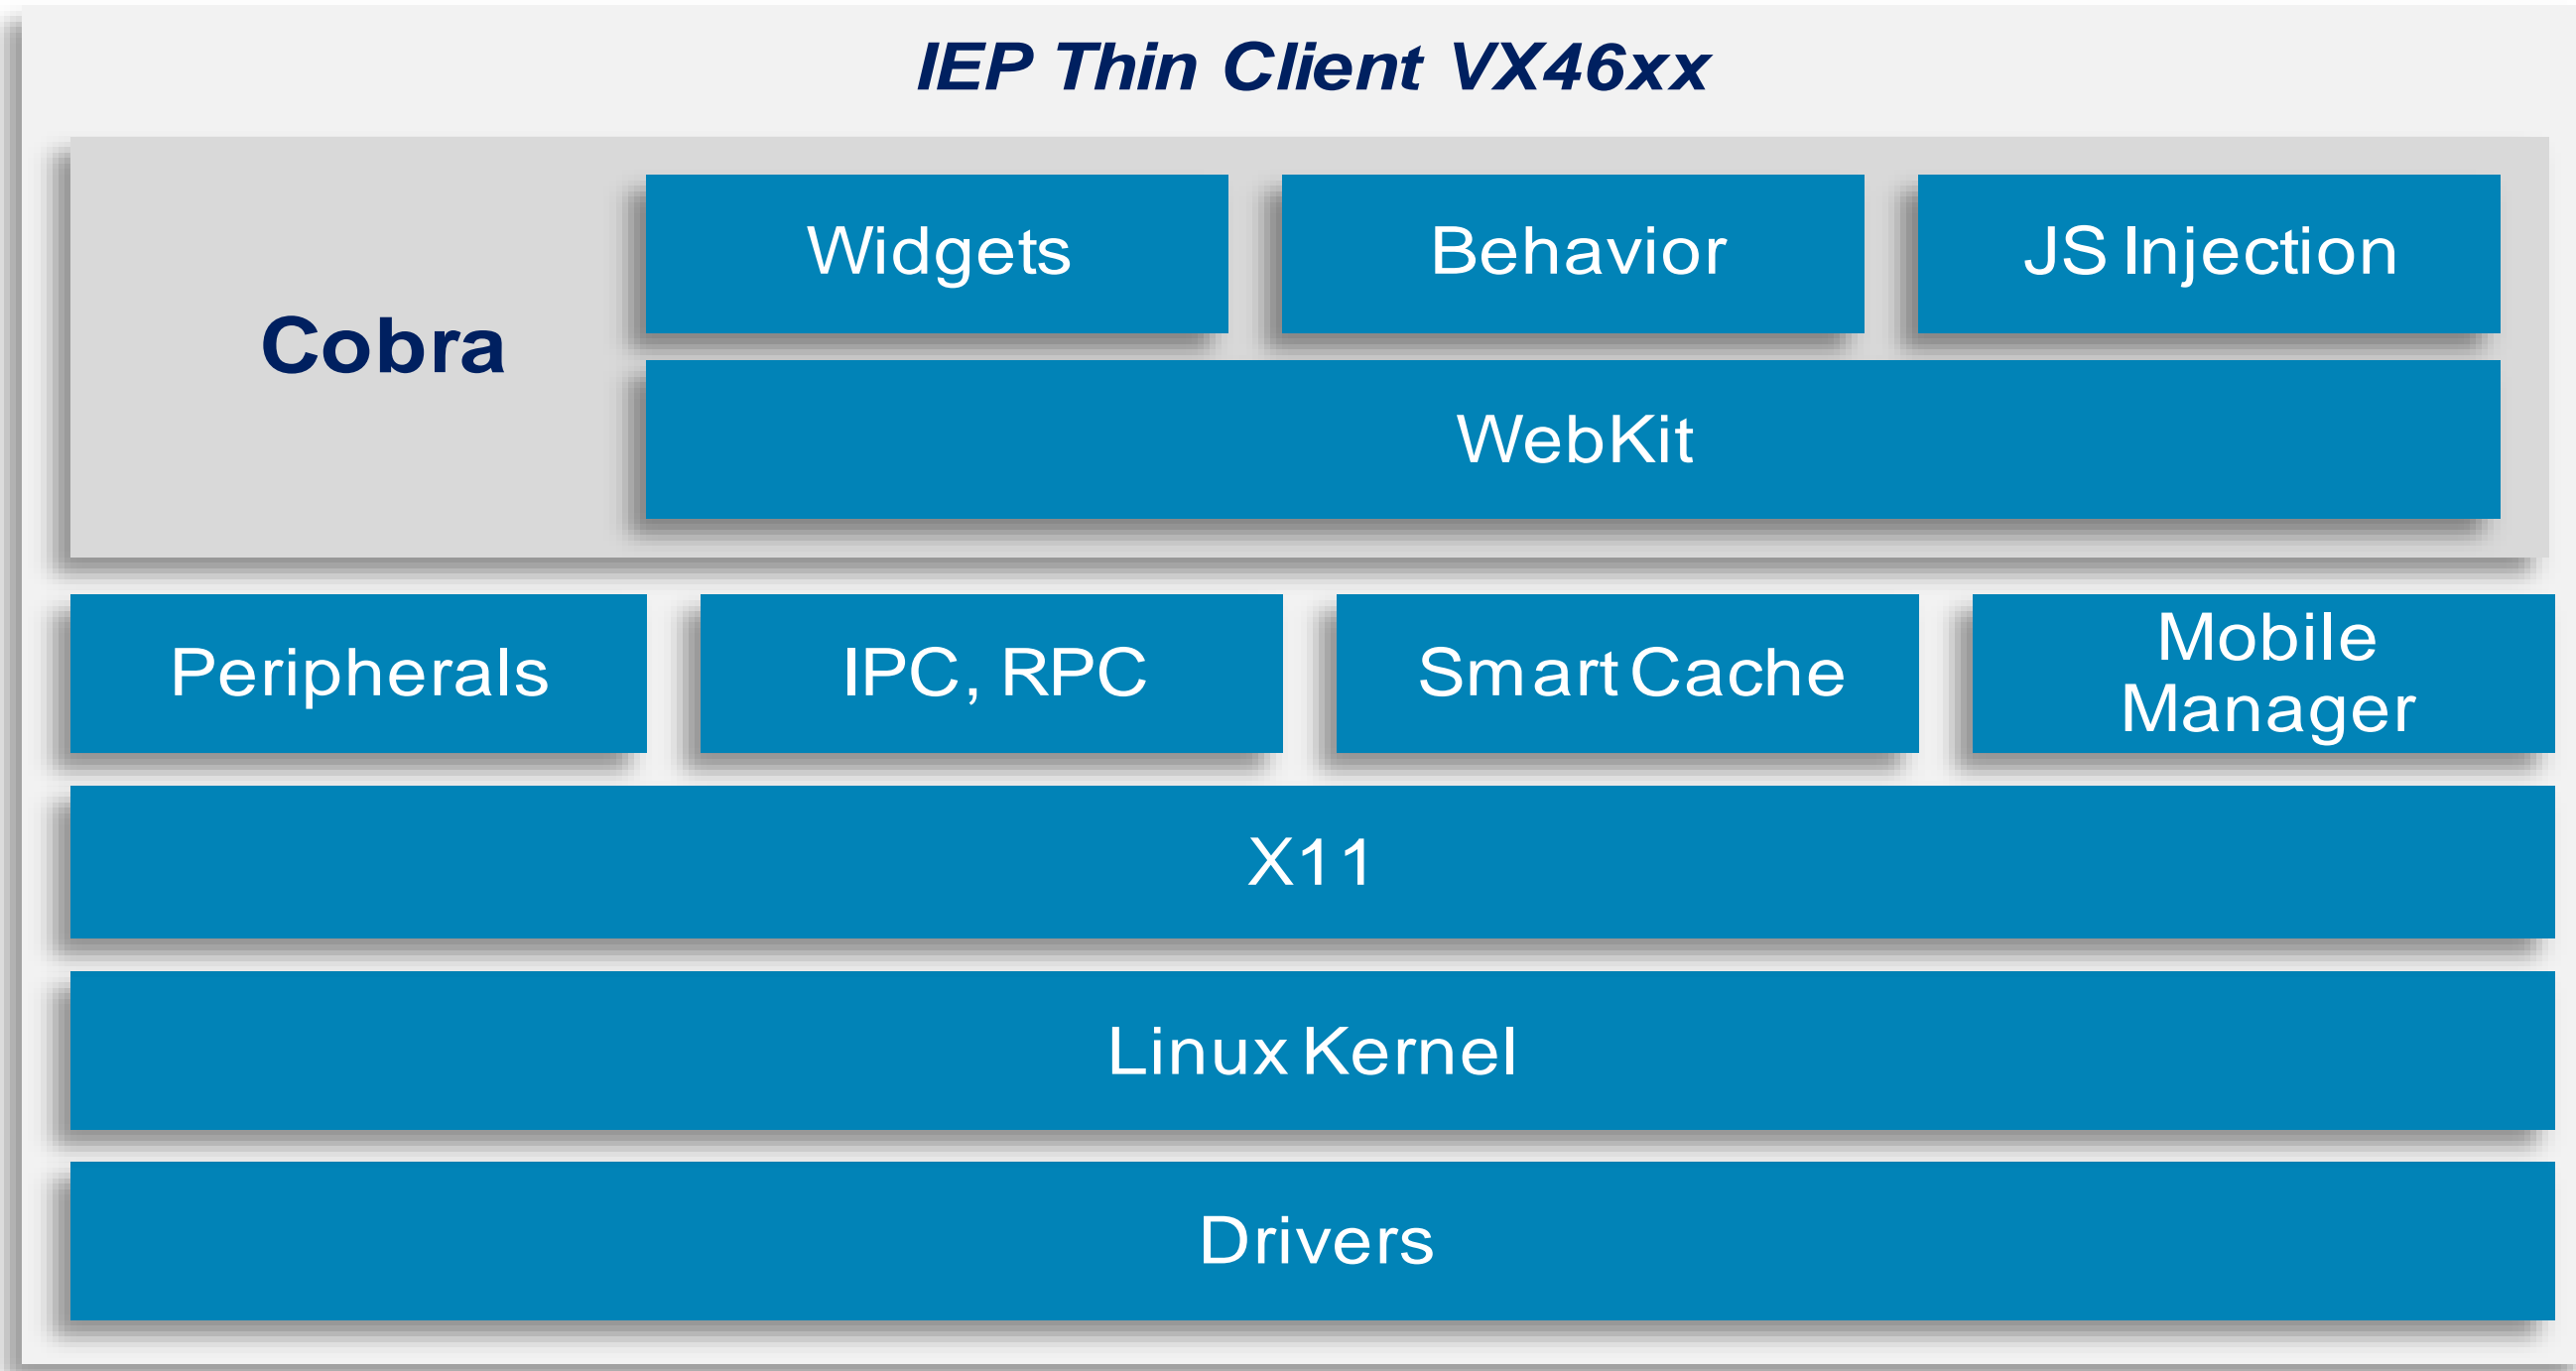 IEP Thin Client VX46xx
Widgets
Behavior
JS Injection
Cobra
WebKit
Peripherals
IPC, RPC
Smart Cache
Mobile
Manager
X11
Linux Kernel
Drivers